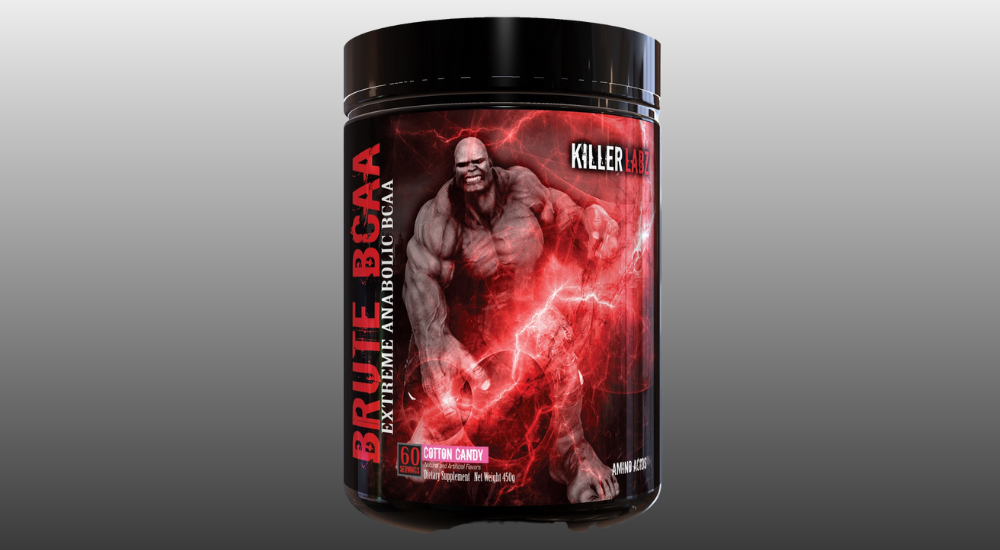 KILLER LABZ
BRUTE BCAA
EXTREME ANABOLIC BCAA
60
SERVINGS
COTTON CANDY
Natural and Artificial Flavors
Dietary Supplement Net Weight 450g
AMINO ACIDS